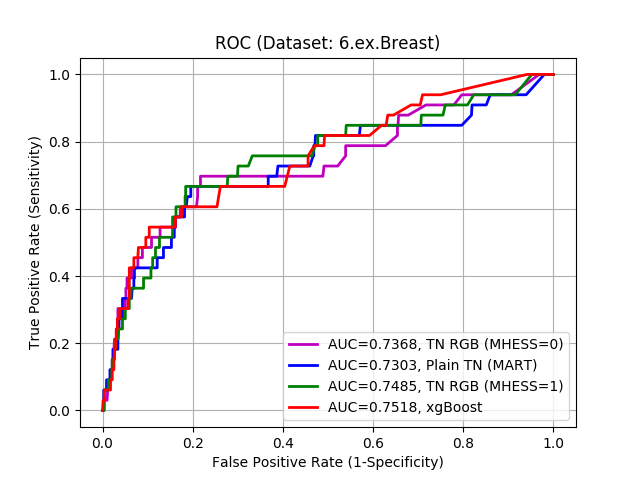 ROC (Dataset: 6.ex.Breast)
True Positive Rate (Sensitivity)
1.0
0.8
0.6
0.4
0.2
0.0
AUC=0.7368, TN RGB (MHESS=0)
AUC=0.7303, Plain TN (MART)
AUC=0.7485, TN RGB (MHESS=1)
AUC=0.7518, xgBoost
0.0 0.2 0.4 0.6 0.8 1.0
False Positive Rate (1-Specificity)